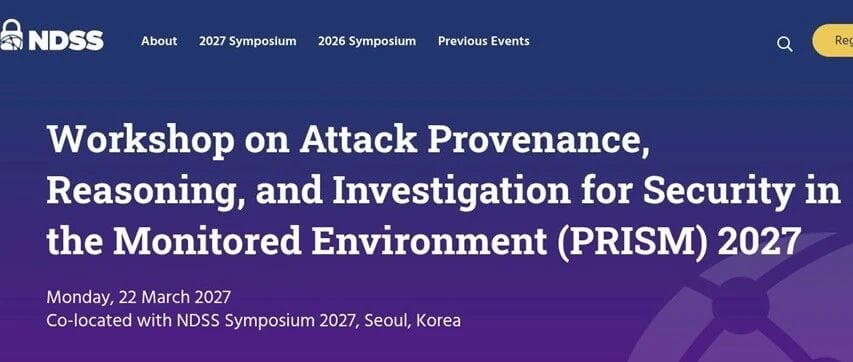 NDSS About 2027 Symposium 2026 Symposium Previous Events
Workshop on Attack Provenance,
Reasoning, and Investigation for Security in
the Monitored Environment (PRISM) 2027
Monday, 22 March 2027
Co-located with NDSS Symposium 2027, Seoul, Korea